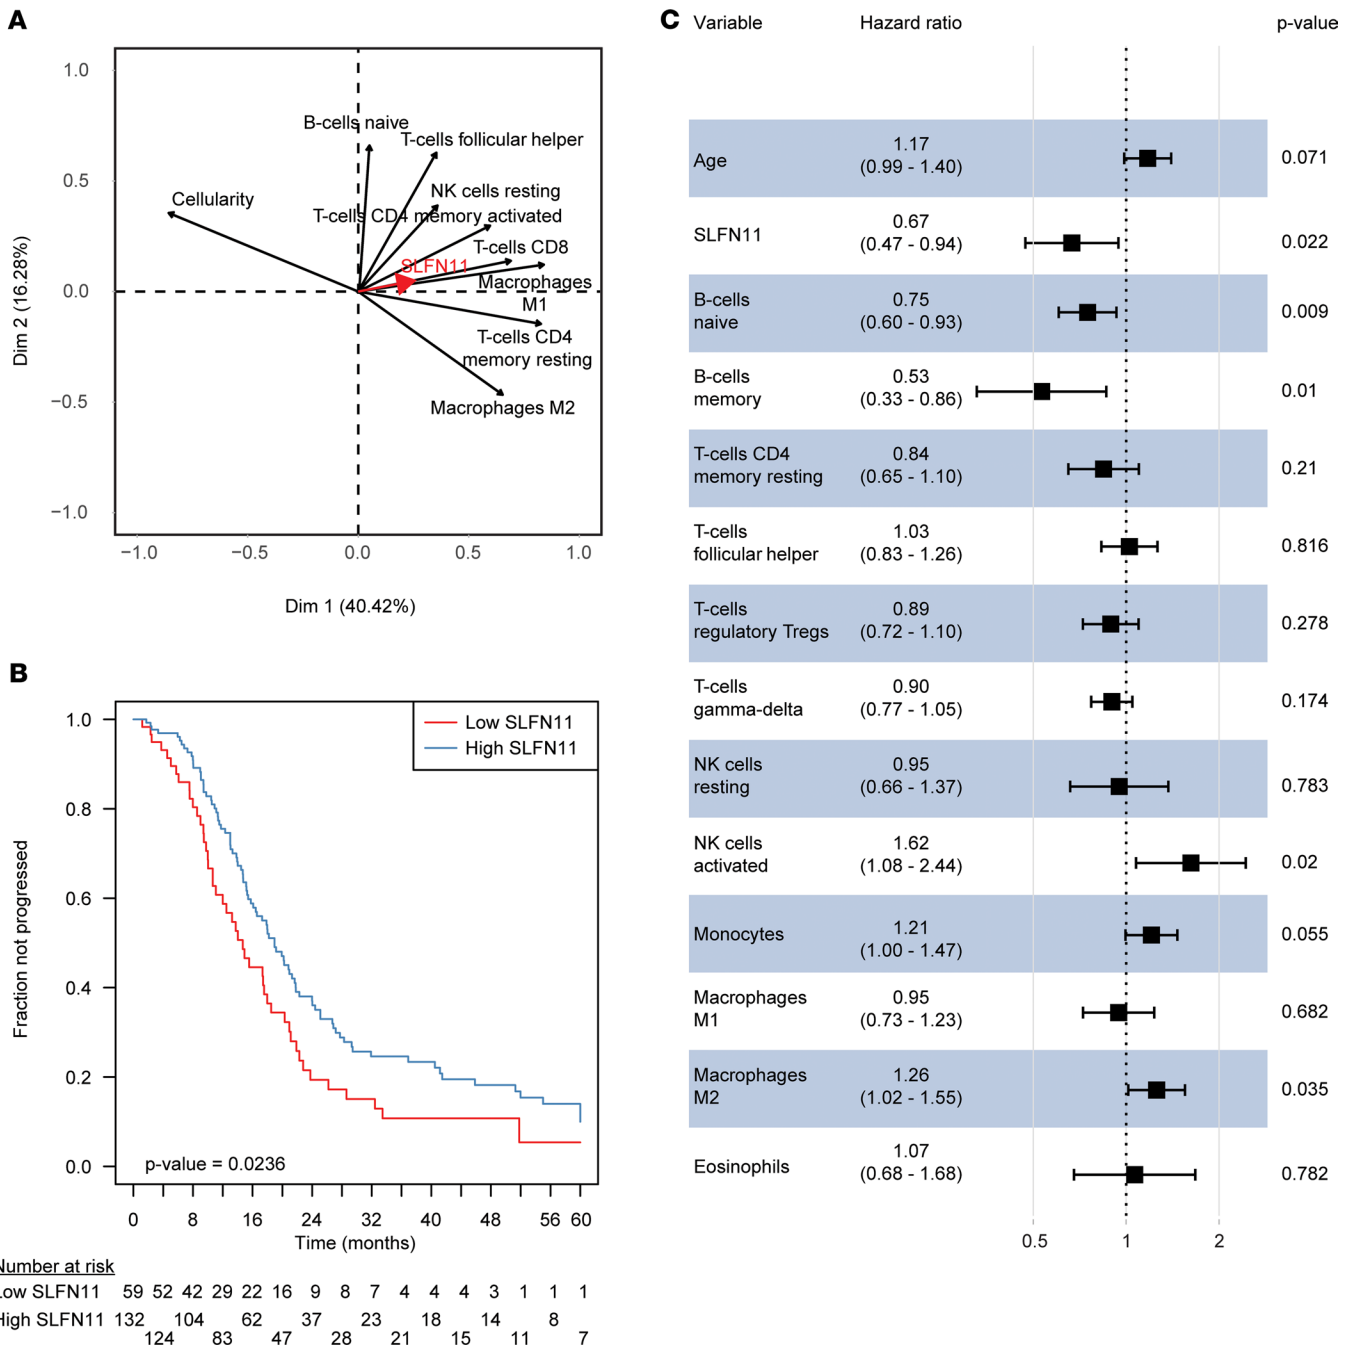 A
1.0
0.5
0.0
−0.5
−1.0
Dim 2 (16.28%)
B-cells naive
T-cells follicular helper
Cellularity
NK cells resting
T-cells CD4 memory activated
T-cells CD8
SLFN11
Macrophages
M1
T-cells CD4
memory resting
Macrophages M2
−1.0 −0.5 0.0 0.5 1.0
Dim 1 (40.42%)
B
Low SLFN11
High SLFN11
1.0
0.8
0.6
0.4
0.2
0.0
Fraction not progressed
p-value = 0.0236
0 8 16 24 32 40 48 56 60
Time (months)
Number at risk
Low SLFN11 59 52 42 29 22 16 9 8 7 4 4 4 3 1 1 1
High SLFN11 132 104 62 37 23 18 14 8
124 83 47 28 21 15 11 7
C Variable Hazard ratio p-value
Age 1.17
(0.99 - 1.40) 0.071
SLFN11 0.67
(0.47 - 0.94) 0.022
B-cells 0.75
naive (0.60 - 0.93) 0.009
B-cells 0.53
memory (0.33 - 0.86) 0.01
T-cells CD4 0.84
memory resting (0.65 - 1.10) 0.21
T-cells 1.03
follicular helper (0.83 - 1.26) 0.816
T-cells 0.89
regulatory Tregs (0.72 - 1.10) 0.278
T-cells 0.90
gamma-delta (0.77 - 1.05) 0.174
NK cells 0.95
resting (0.66 - 1.37) 0.783
NK cells 1.62
activated (1.08 - 2.44) 0.02
Monocytes 1.21
(1.00 - 1.47) 0.055
Macrophages 0.95
M1 (0.73 - 1.23) 0.682
Macrophages 1.26
M2 (1.02 - 1.55) 0.035
Eosinophils 1.07
(0.68 - 1.68) 0.782
0.5 1 2